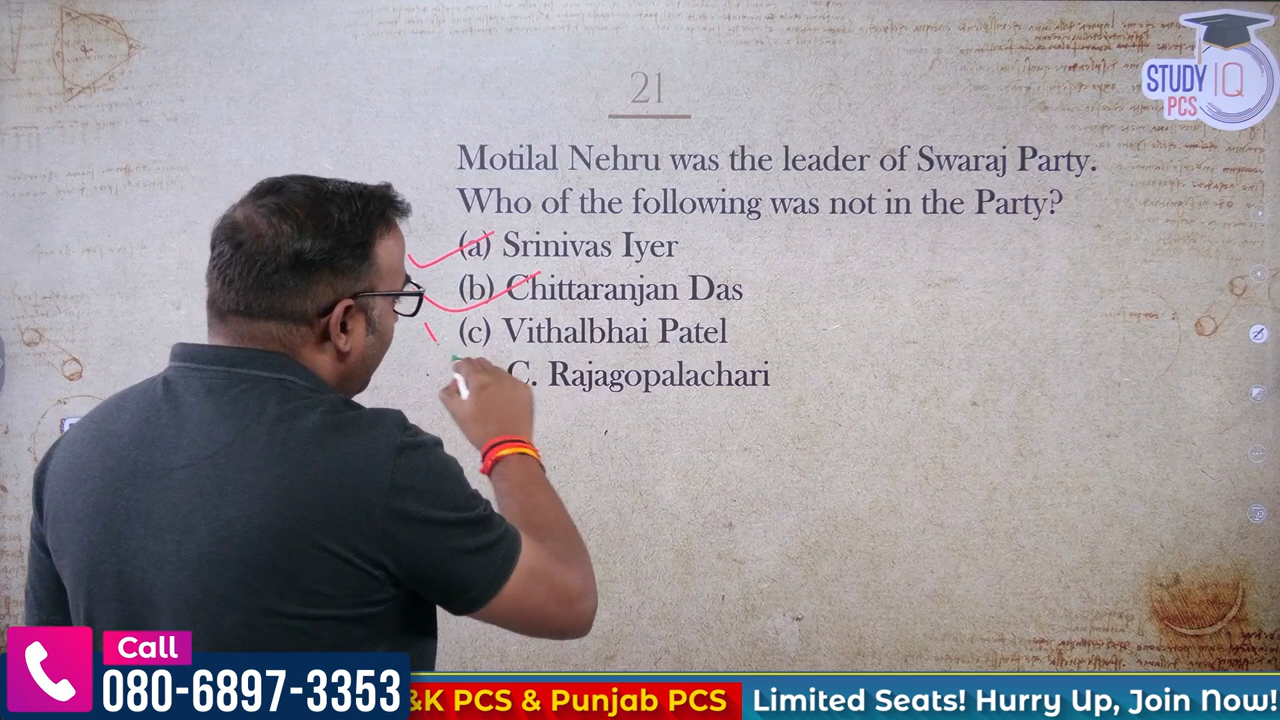 STUDY IQ
PCS
21
Motilal Nehru was the leader of Swaraj Party.
Who of the following was not in the Party?
(a) Srinivas Iyer
(b) Chittaranjan Das
(c) Vithalbhai Patel
C. Rajagopalachari
Call
080-6897-3353
&K PCS & Punjab PCS
Limited Seats! Hurry Up, Join Now!